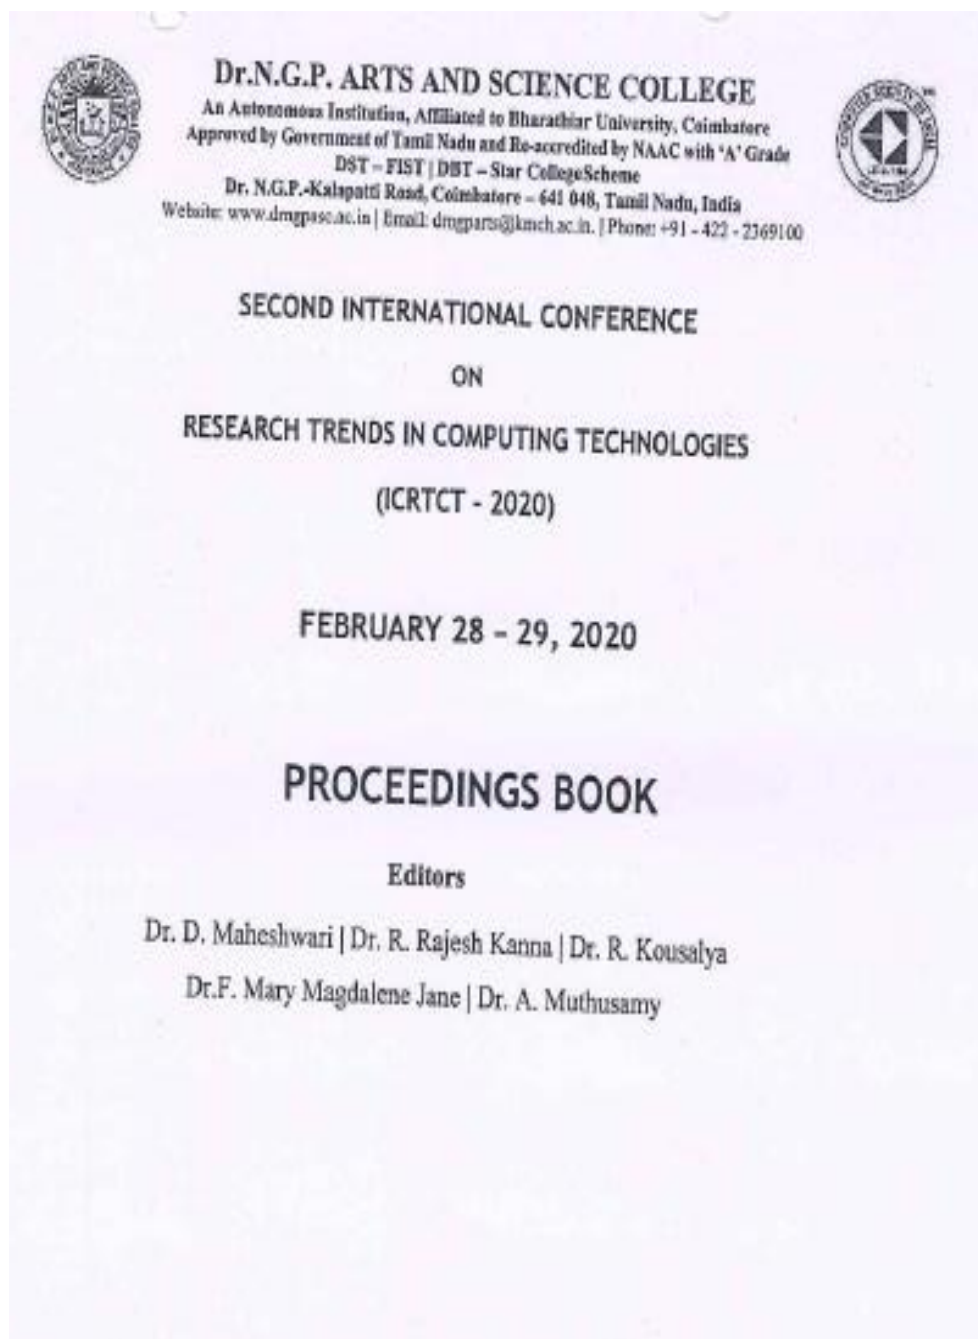 Dr.N.G.P. ARTS AND SCIENCE COLLEGE
An Autonomous Institution, Affiliated to Bharathiar University, Coimbatore
Approved by Government of Tamil Nadu and Re-accredited by NAAC with 'A' Grade
DST – FIST | DBT – Star CollegeScheme
Dr. N.G.P.-Kalapatti Road, Coimbatore – 641 048, Tamil Nadu, India
Website: www.drngpasc.ac.in | Email: drngparts@kmch.ac.in. | Phone: +91 - 422 - 2369100
SECOND INTERNATIONAL CONFERENCE
ON
RESEARCH TRENDS IN COMPUTING TECHNOLOGIES
(ICRTCT - 2020)
FEBRUARY 28 – 29, 2020
PROCEEDINGS BOOK
Editors
Dr. D. Maheshwari | Dr. R. Rajesh Kanna | Dr. R. Kousalya
Dr.F. Mary Magdalene Jane | Dr. A. Muthusamy